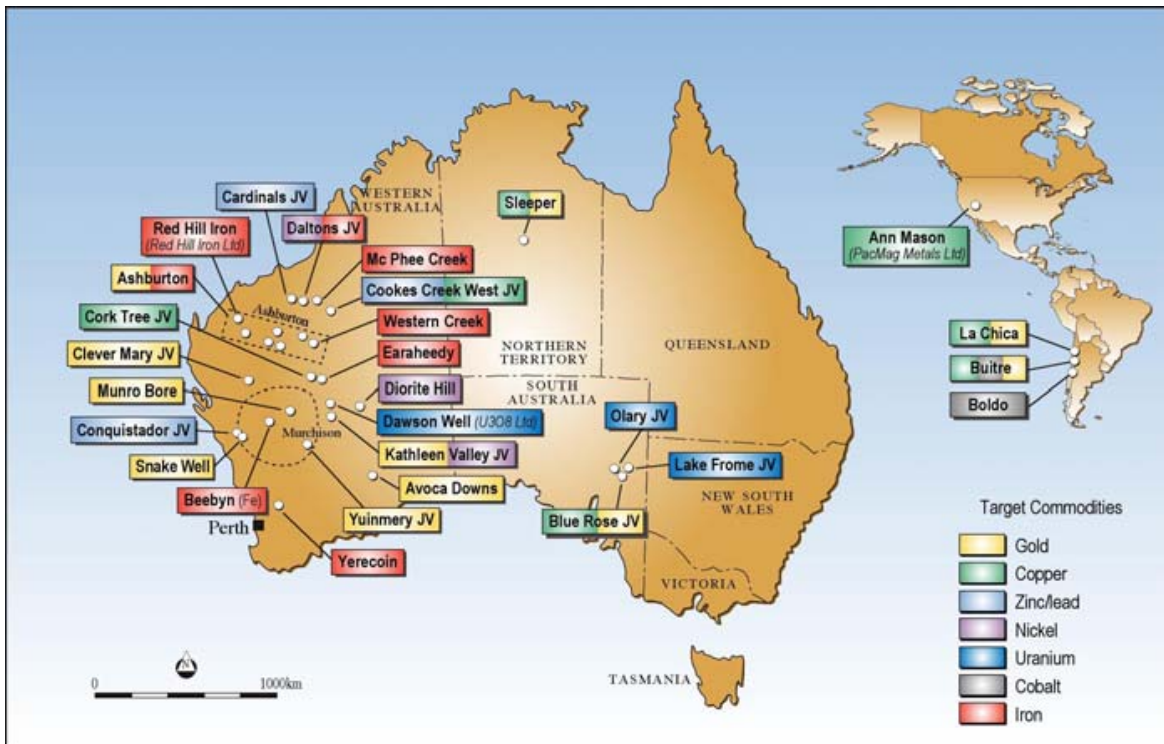 WESTERN
AUSTRALIA
Cardinals JV
Sleeper
Red Hill Iron
(Red Hill Iron Ltd)
Daltons JV
Ann Mason
(PacMag Metals Ltd)
Mc Phee Creek
Ashburton
Cookes Creek West JV
Cork Tree JV
Ashburton
Western Creek
La Chica
Clever Mary JV
Earaheedy
NORTHERN
TERRITORY
QUEENSLAND
Buitre
Munro Bore
Diorite Hill
SOUTH
AUSTRALIA
Boldo
Conquistador JV
Murchison
Dawson Well (U3O8 Ltd)
Olary JV
Snake Well
Kathleen Valley JV
Lake Frome JV
Avoca Downs
NEW SOUTH
WALES
Beebyn (Fe)
Perth
Yuinmery JV
Blue Rose JV
Yerecoin
VICTORIA
TASMANIA
N
0 1000km
Target Commodities
Gold
Copper
Zinc/lead
Nickel
Uranium
Cobalt
Iron